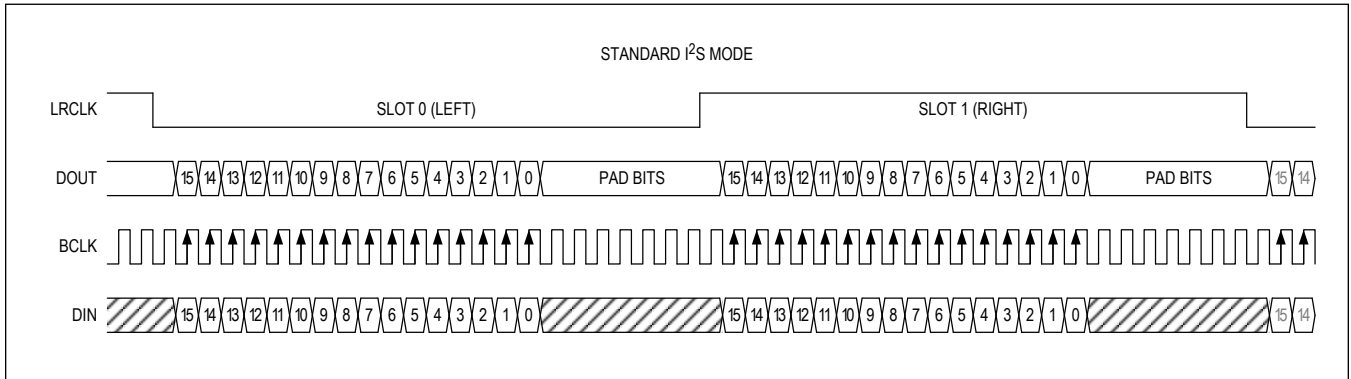 STANDARD I²S MODE
LRCLK SLOT 0 (LEFT) SLOT 1 (RIGHT)
DOUT 15 14 13 12 11 10 9 8 7 6 5 4 3 2 1 0 PAD BITS 15 14 13 12 11 10 9 8 7 6 5 4 3 2 1 0 PAD BITS 15 14
BCLK
DIN 15 14 13 12 11 10 9 8 7 6 5 4 3 2 1 0 15 14 13 12 11 10 9 8 7 6 5 4 3 2 1 0 15 14